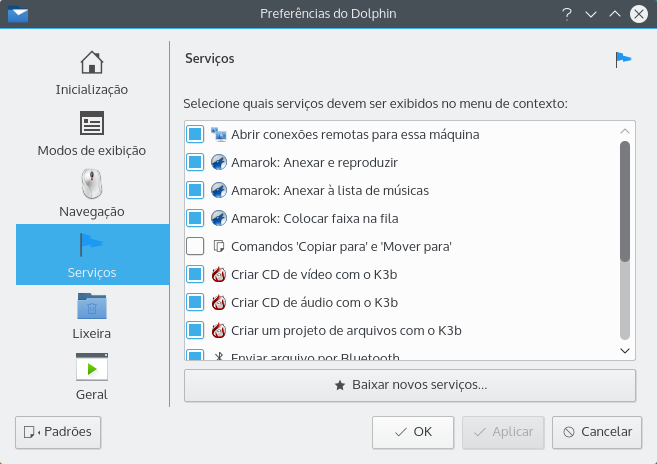 Preferências do Dolphin
Inicialização
Modos de exibição
Navegação
Serviços
Lixeira
Geral
Serviços
Selecione quais serviços devem ser exibidos no menu de contexto:
Abrir conexões remotas para essa máquina
Amarok: Anexar e reproduzir
Amarok: Anexar à lista de músicas
Amarok: Colocar faixa na fila
Comandos 'Copiar para' e 'Mover para'
Criar CD de vídeo com o K3b
Criar CD de áudio com o K3b
Criar um projeto de arquivos com o K3b
Enviar arquivo por Bluetooth
Baixar novos serviços...
Padrões
OK
Aplicar
Cancelar